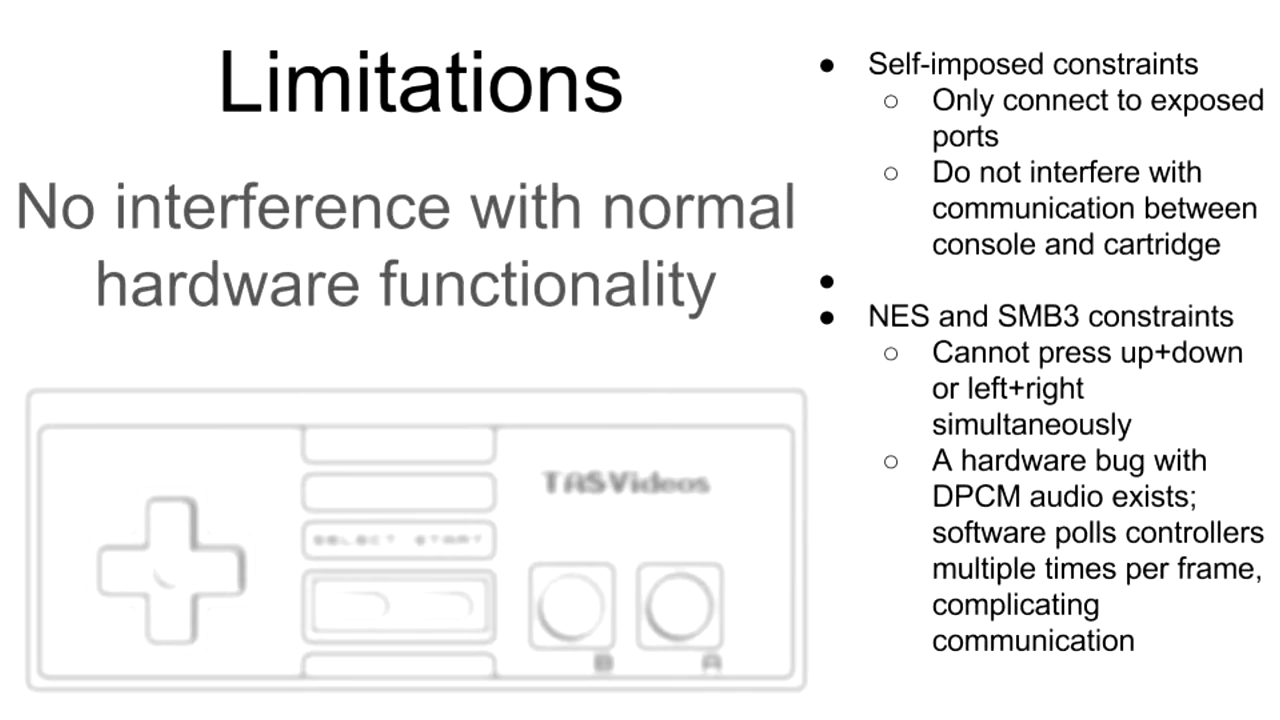 Limitations
No interference with normal
hardware functionality
TASVideos
SELECT START
B A
● Self-imposed constraints
○ Only connect to exposed
ports
○ Do not interfere with
communication between
console and cartridge
●
● NES and SMB3 constraints
○ Cannot press up+down
or left+right
simultaneously
○ A hardware bug with
DPCM audio exists;
software polls controllers
multiple times per frame,
complicating
communication